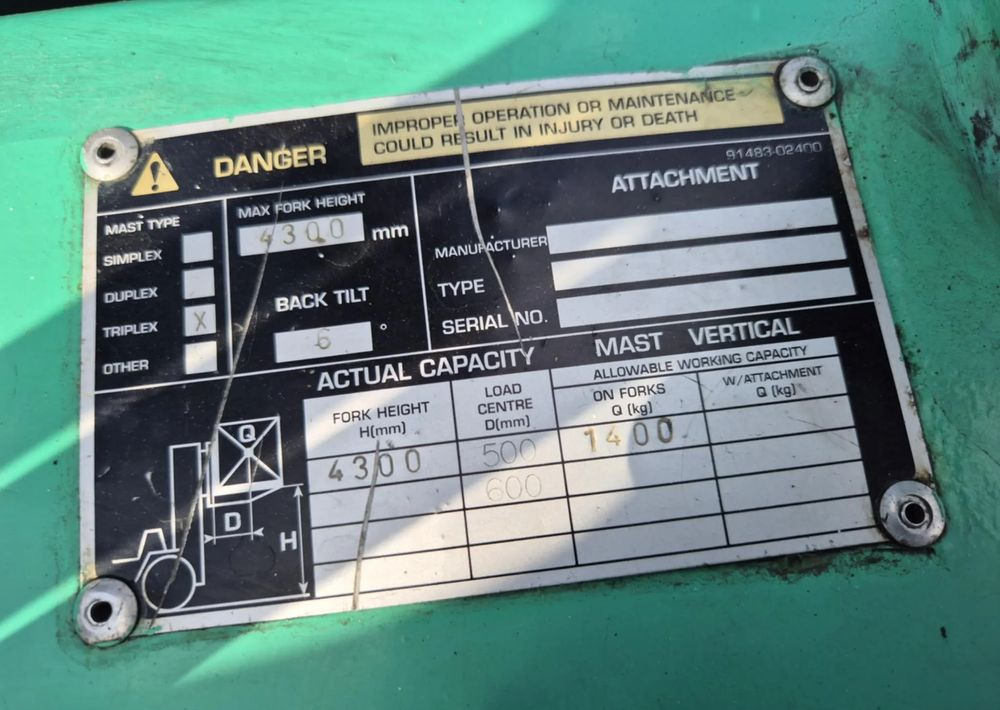 DANGER
IMPROPER OPERATION OR MAINTENANCE
COULD RESULT IN INJURY OR DEATH
91483-02400
MAST TYPE
SIMPLEX
DUPLEX
TRIPLEX X
OTHER
MAX FORK HEIGHT
4300 mm
BACK TILT
6 °
ATTACHMENT
MANUFACTURER
TYPE
SERIAL NO.
ACTUAL CAPACITY MAST VERTICAL
FORK HEIGHT
H(mm)
LOAD
CENTRE
D(mm)
ALLOWABLE WORKING CAPACITY
ON FORKS
Q (kg)
W/ATTACHMENT
Q (kg)
4300 500 1400
600
Q
D
H